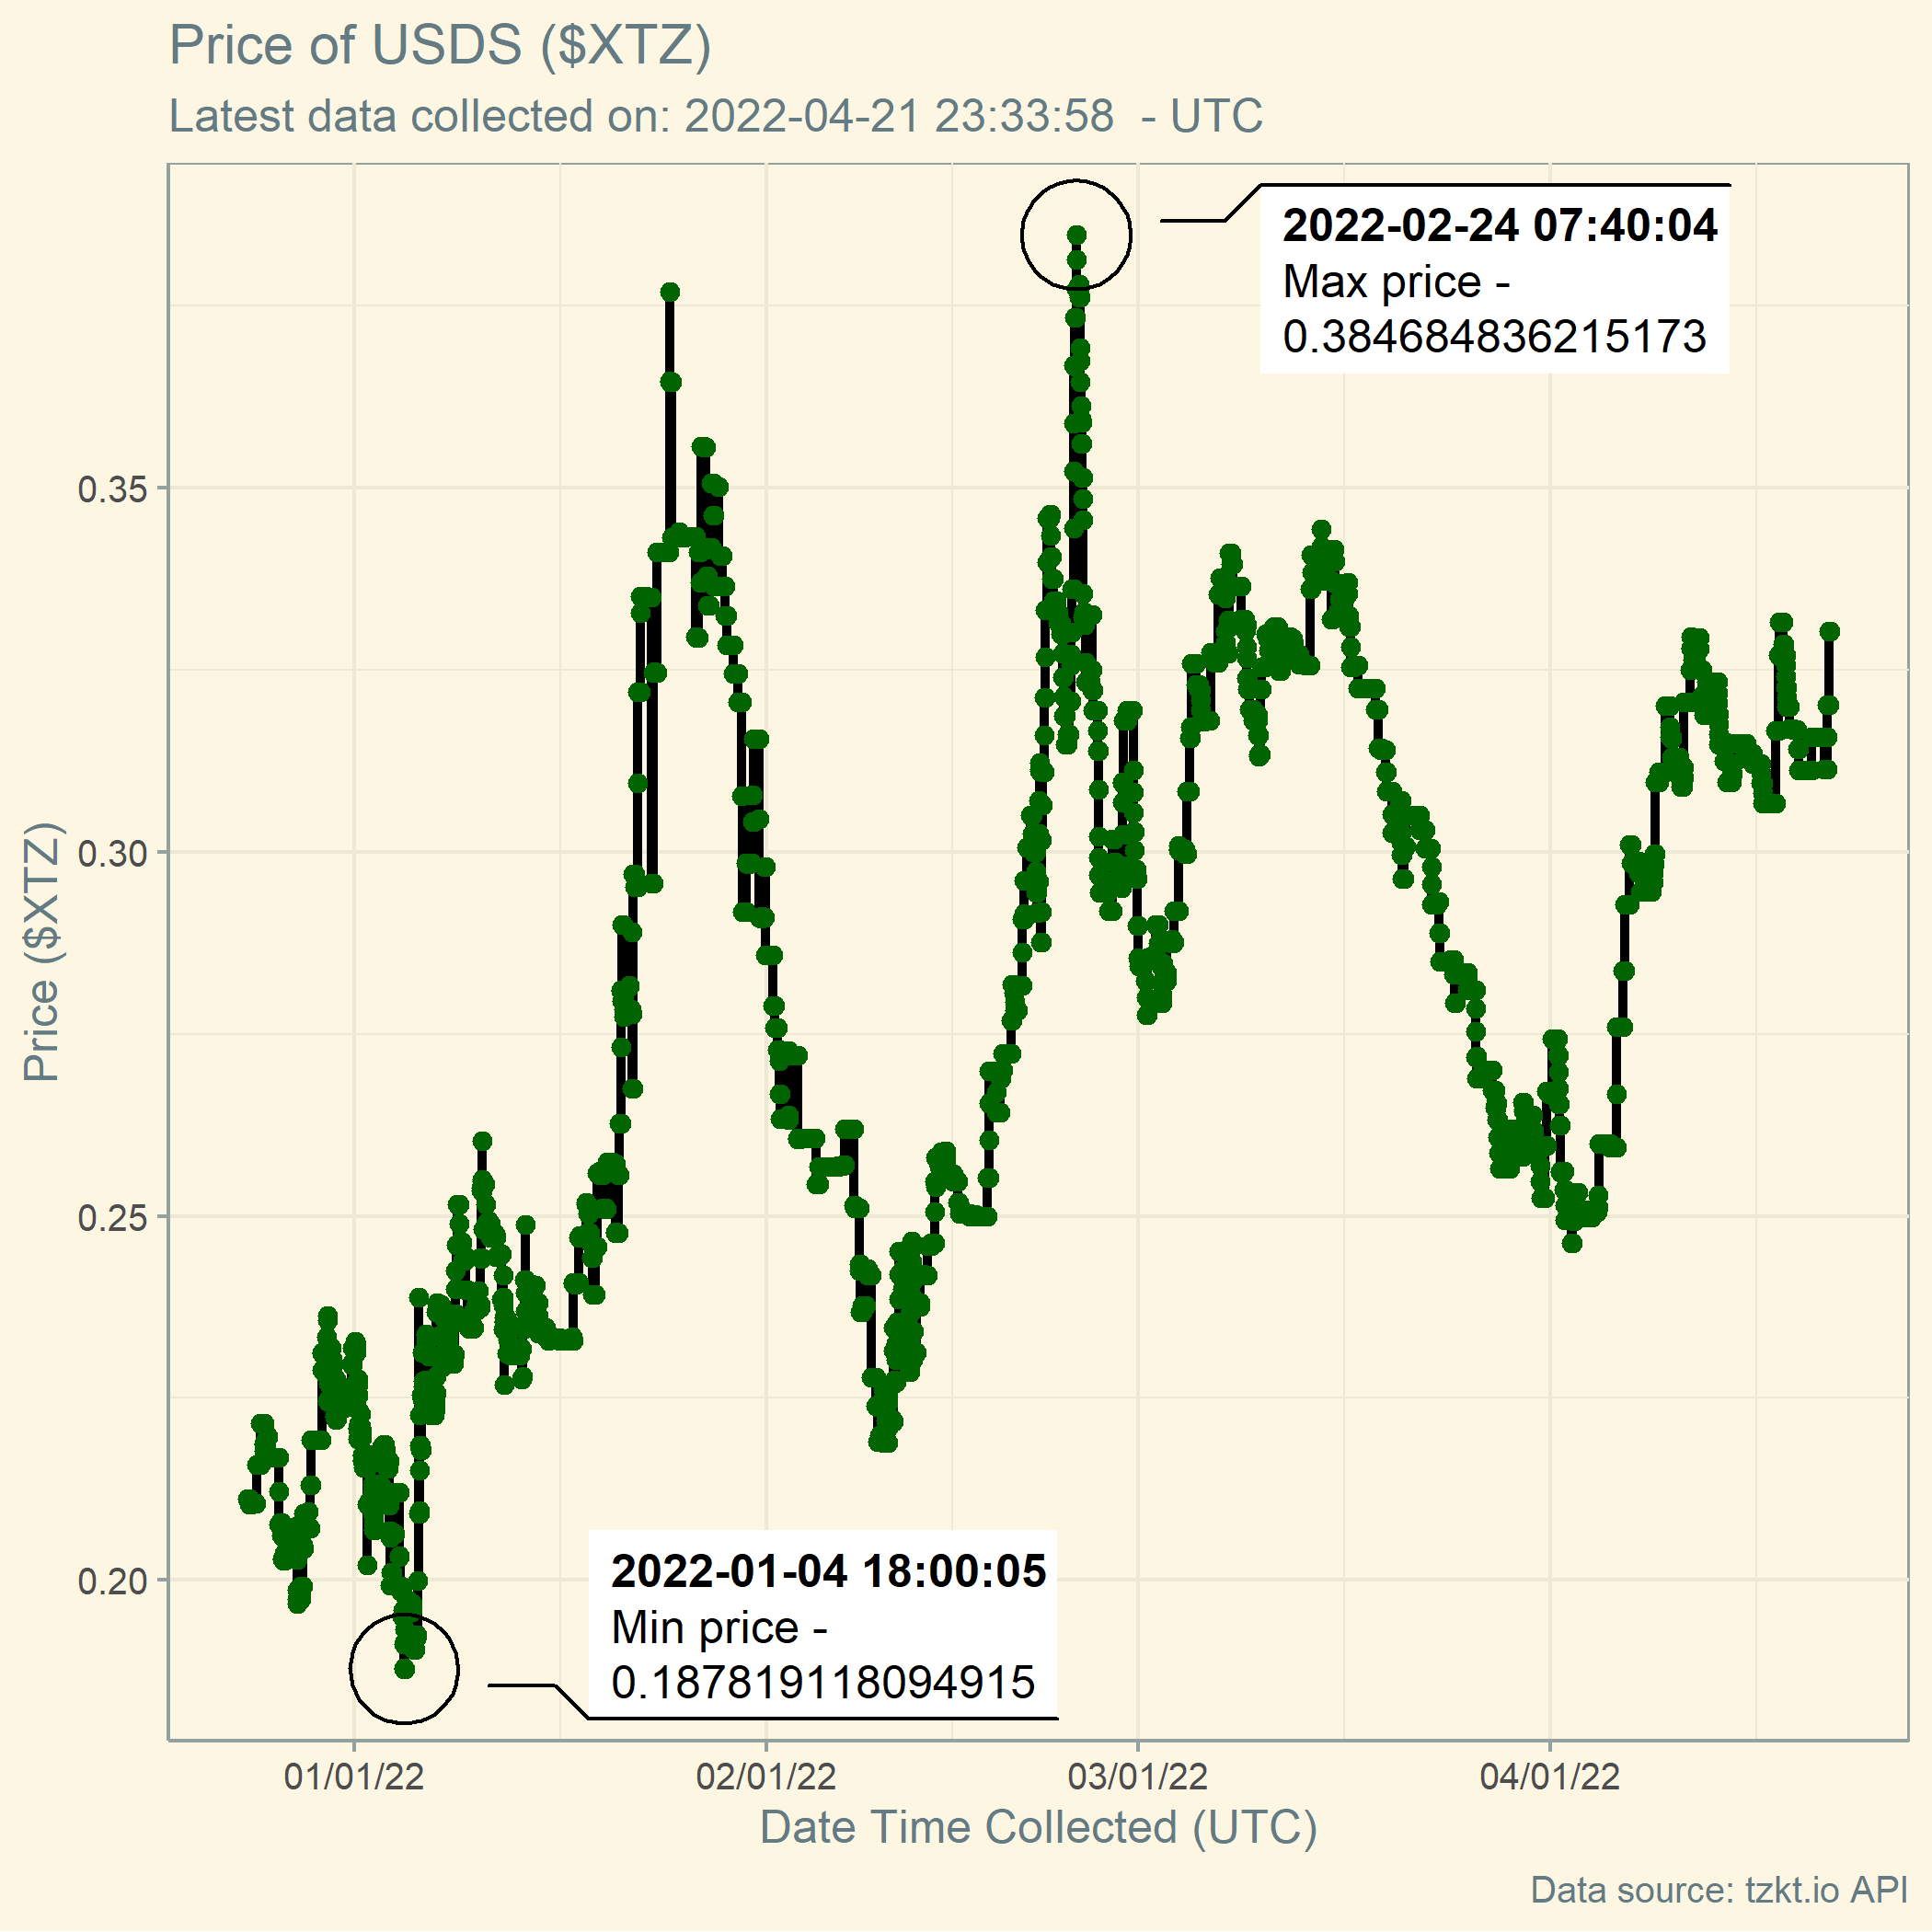 Price of USDS ($XTZ)
Latest data collected on: 2022-04-21 23:33:58  - UTC
2022-02-24 07:40:04
Max price -
0.384684836215173
0.35
0.30
0.25
0.20
Price ($XTZ)
2022-01-04 18:00:05
Min price -
0.187819118094915
01/01/22
02/01/22
03/01/22
04/01/22
Date Time Collected (UTC)
Data source: tzkt.io API